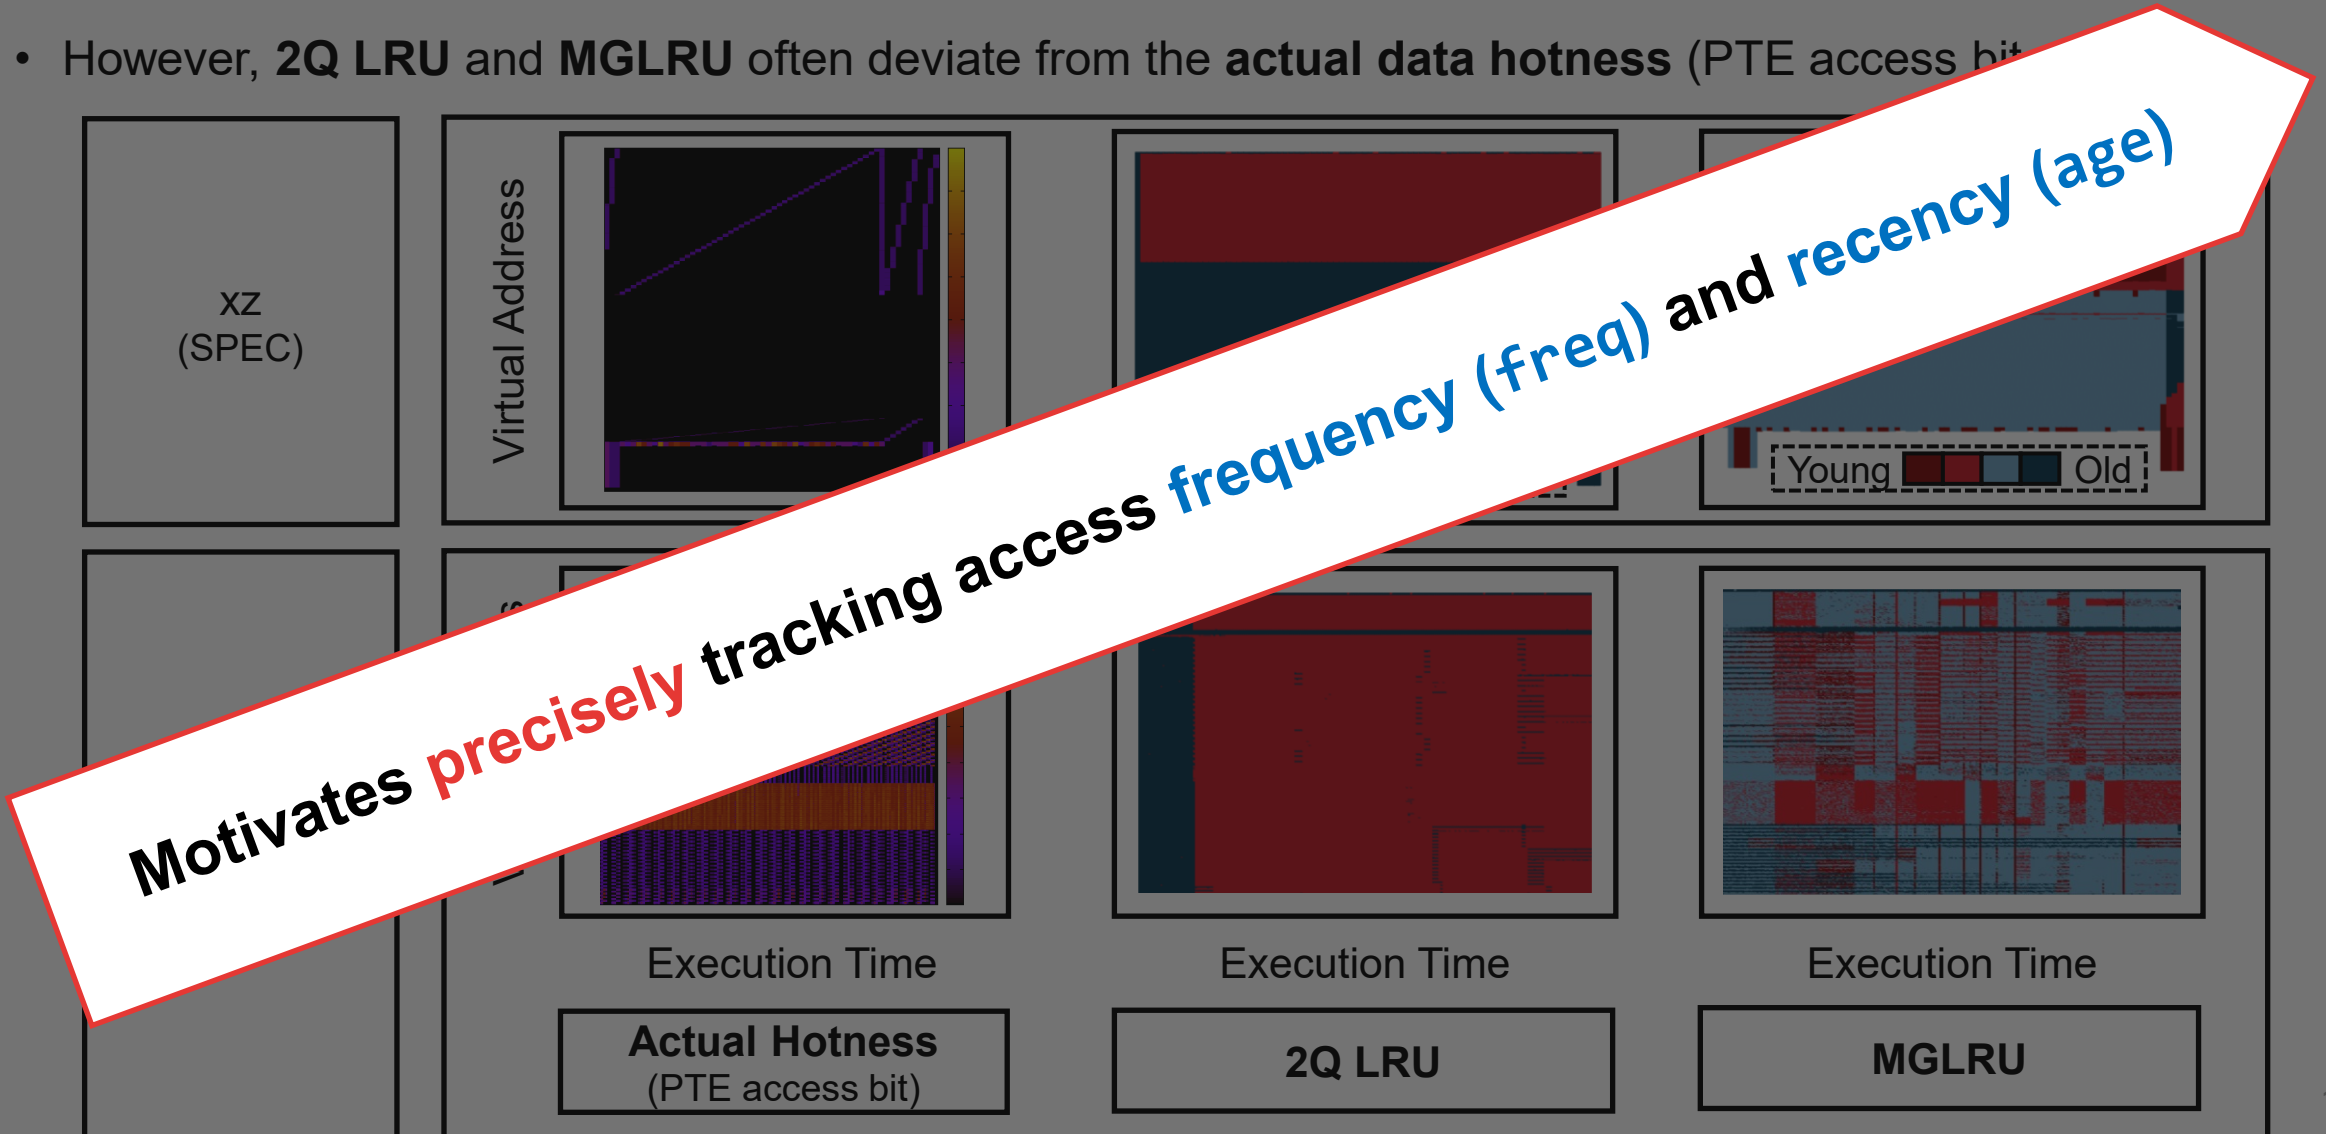 • However, 2Q LRU and MGLRU often deviate from the actual data hotness (PTE access bit
xz
(SPEC)
Virtual Address
Young Old
Motivates precisely tracking access frequency (freq) and recency (age)
Execution Time
Execution Time
Execution Time
Actual Hotness
(PTE access bit)
2Q LRU
MGLRU